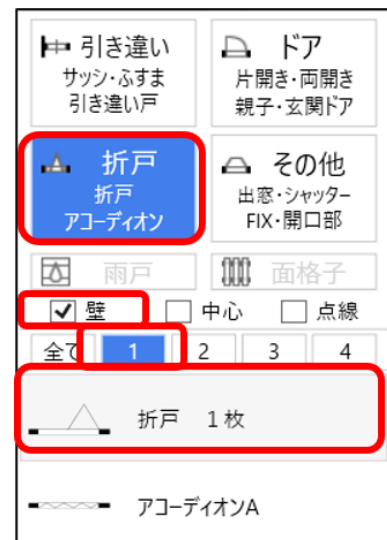 引き違い
サッシ・ふすま
引き違い戸
ドア
片開き・両開き
親子・玄関ドア
折戸
折戸
アコーディオン
その他
出窓・シャッター
FIX・開口部
雨戸
面格子
壁
中心
点線
全て
1
2
3
4
折戸 1枚
アコーディオンA